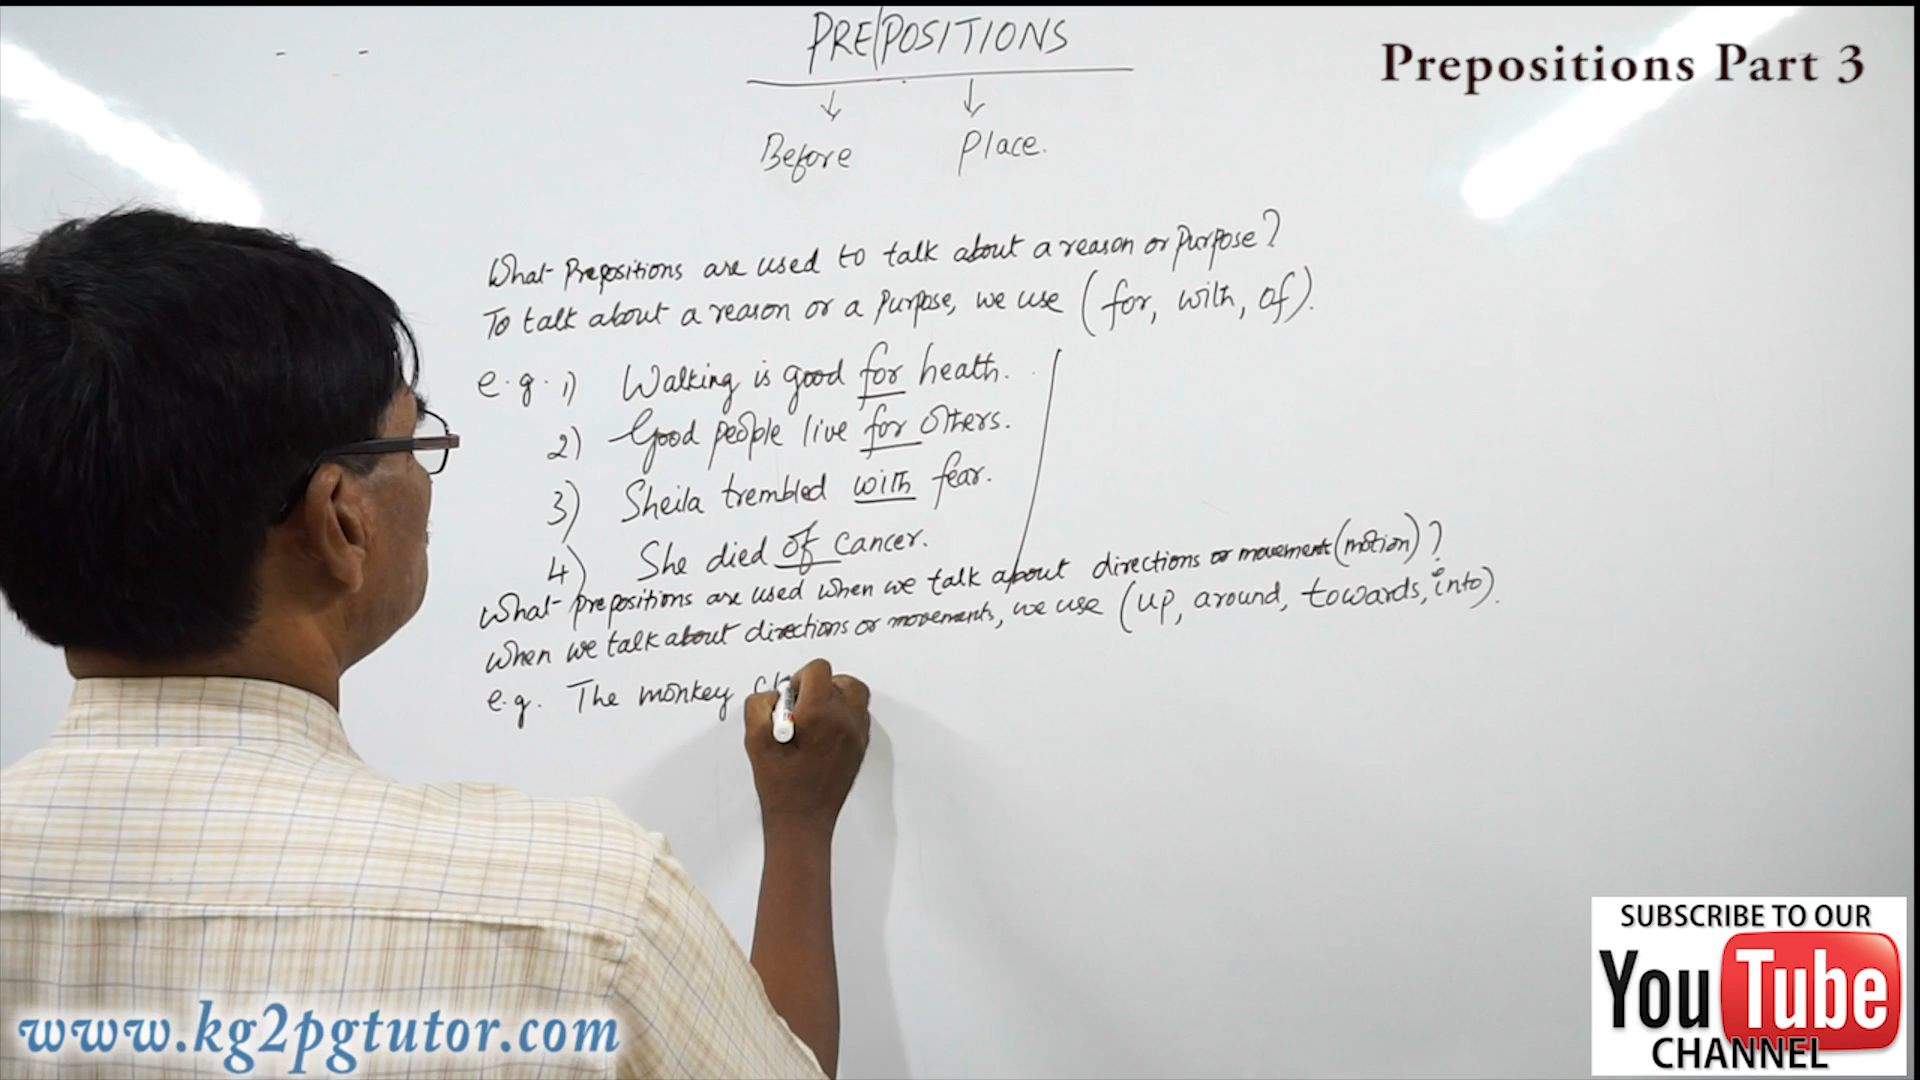 PRE/POSITIONS
Prepositions Part 3
Before Place.
What Prepositions are used to talk about a reason or Purpose?
To talk about a reason or a Purpose, we use (for, with, of).
e.g. 1) Walking is good for heath.
2) Good people live for others.
3) Sheila trembled with fear.
4) She died of cancer.
What prepositions are used when we talk about directions or movement (motion)?
When we talk about directions or movements, we use (up, around, towards, into).
e.g. The monkey cl
SUBSCRIBE TO OUR
YouTube
CHANNEL
www.kg2pgtutor.com